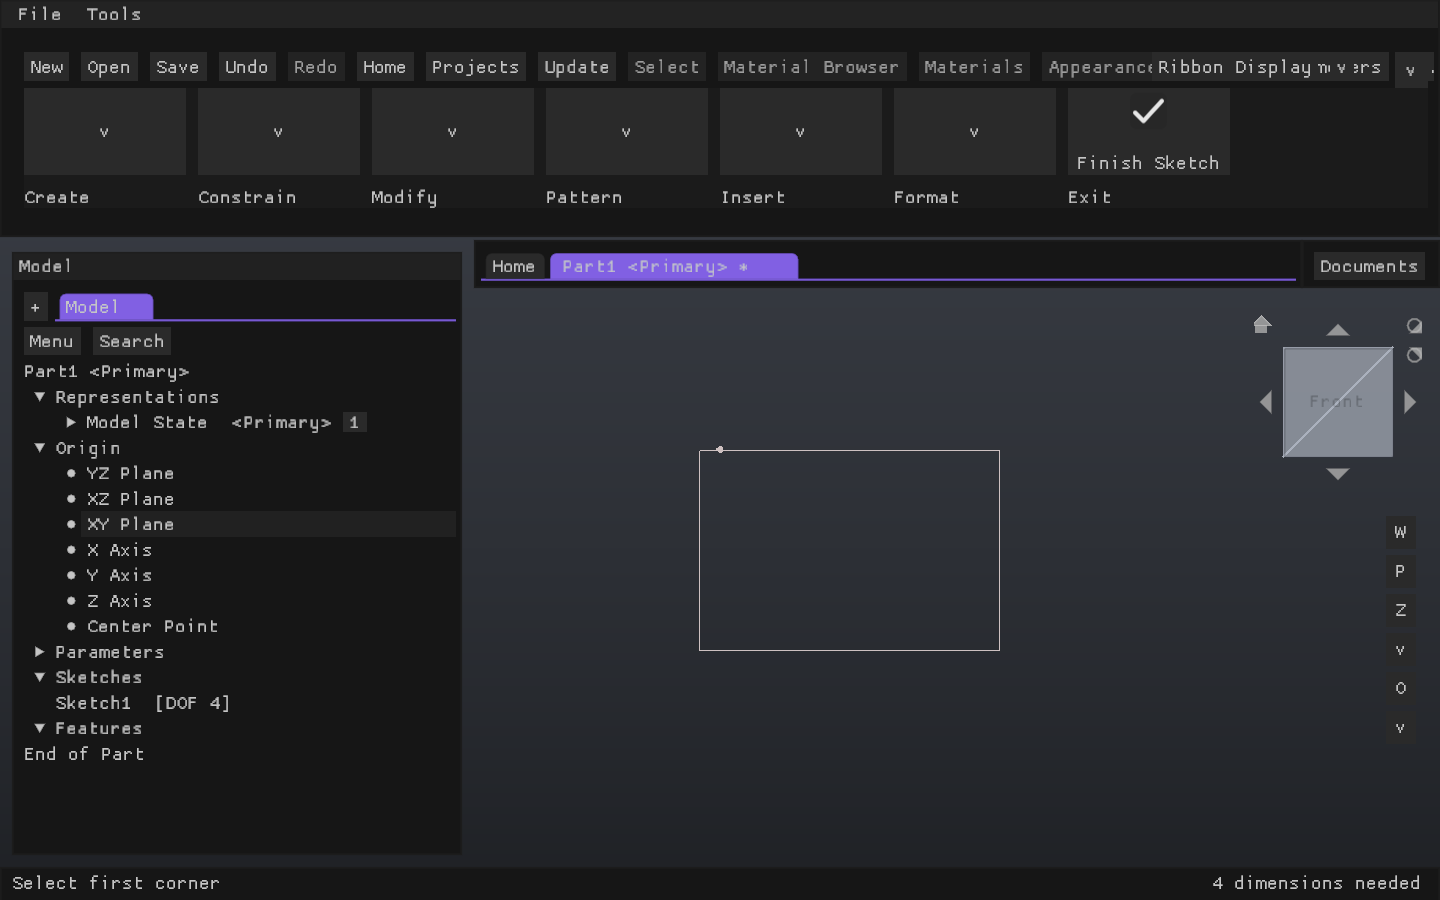 File Tools
New Open Save Undo Redo Home Projects Update Select Material Browser Materials Appearance Ribbon Display v
v v v v v v Finish Sketch
Create Constrain Modify Pattern Insert Format Exit
Model
Home Part1 <Primary> * Documents
+ Model
Menu Search
Part1 <Primary>
Representations
Model State <Primary> 1
Origin
YZ Plane
XZ Plane
XY Plane
X Axis
Y Axis
Z Axis
Center Point
Parameters
Sketches
Sketch1 [DOF 4]
Features
End of Part
Front
W
P
Z
v
O
v
Select first corner
4 dimensions needed